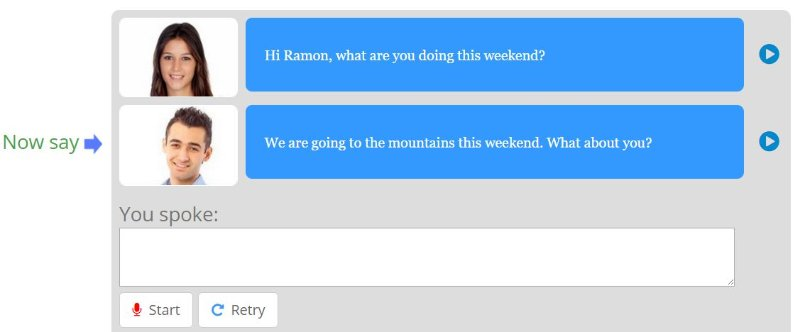 Hi Ramon, what are you doing this weekend?
Now say
We are going to the mountains this weekend. What about you?
You spoke:
Start
Retry